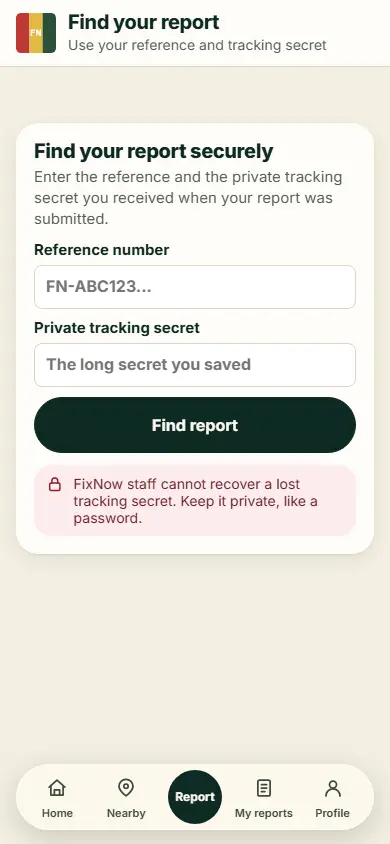 FN
Find your report
Use your reference and tracking secret
Find your report securely
Enter the reference and the private tracking
secret you received when your report was
submitted.
Reference number
FN-ABC123...
Private tracking secret
The long secret you saved
Find report
FixNow staff cannot recover a lost
tracking secret. Keep it private, like a
password.
Home
Nearby
Report
My reports
Profile